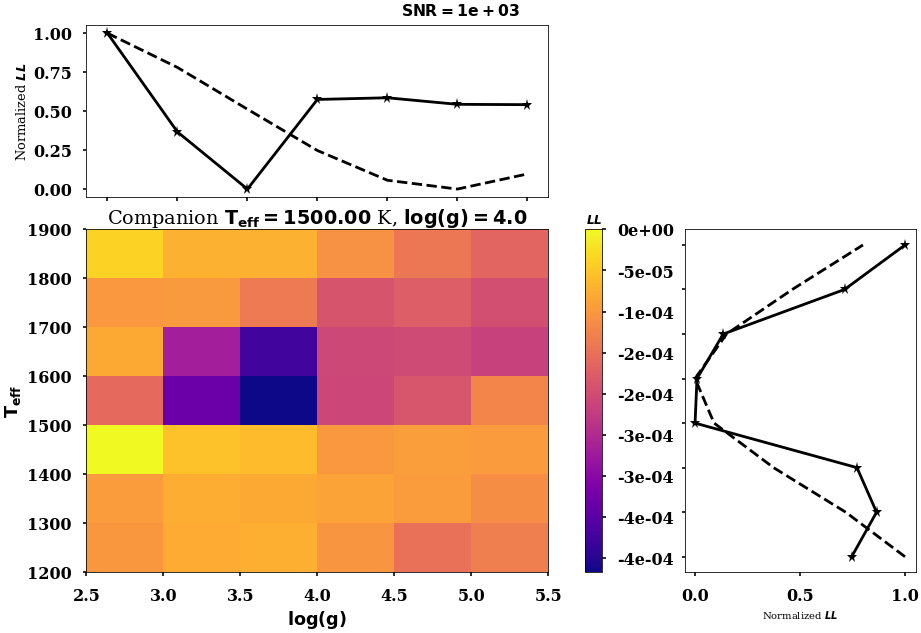 SNR = 1e + 03
1.00
0.75
0.50
0.25
0.00
Normalized LL
Companion T_eff = 1500.00 K, log(g) = 4.0
LL
1900
1800
1700
1600
1500
1400
1300
1200
T_eff
2.5 3.0 3.5 4.0 4.5 5.0 5.5
log(g)
0e+00
-5e-05
-1e-04
-2e-04
-2e-04
-3e-04
-3e-04
-4e-04
-4e-04
0.0 0.5 1.0
Normalized LL